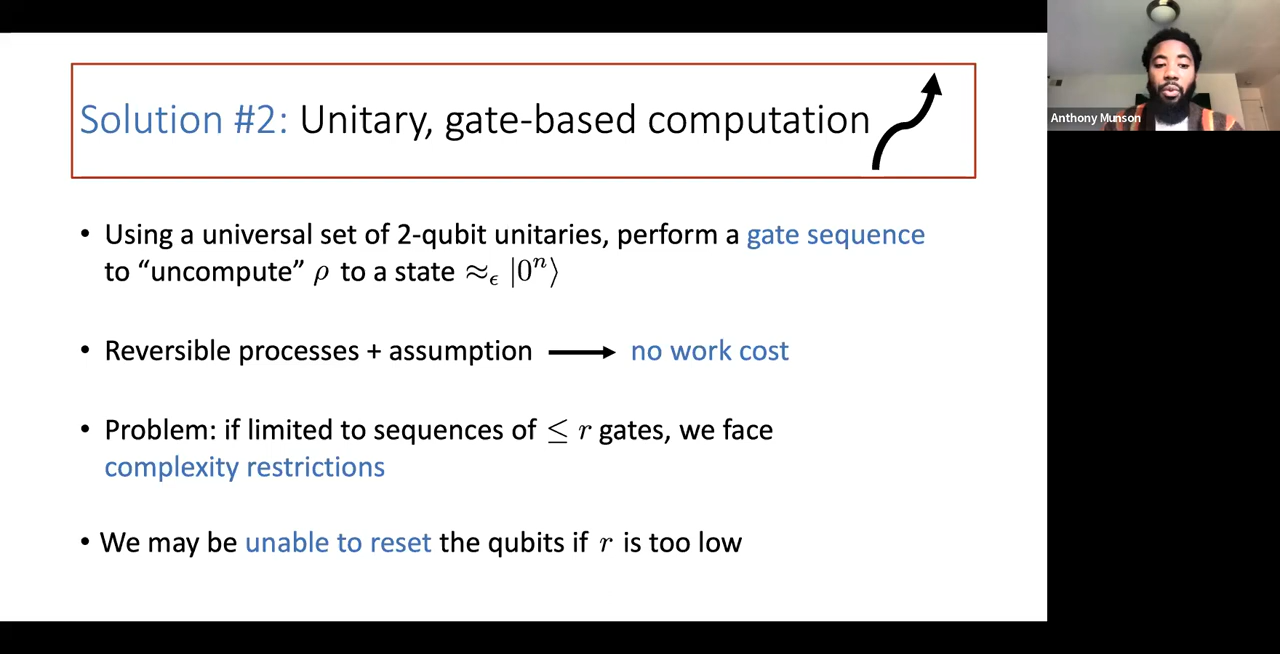 Solution #2: Unitary, gate-based computation
• Using a universal set of 2-qubit unitaries, perform a gate sequence
to “uncompute” ρ to a state ≈ϵ |0ⁿ⟩
• Reversible processes + assumption ⟶ no work cost
• Problem: if limited to sequences of ≤ r gates, we face
complexity restrictions
• We may be unable to reset the qubits if r is too low
Anthony Munson